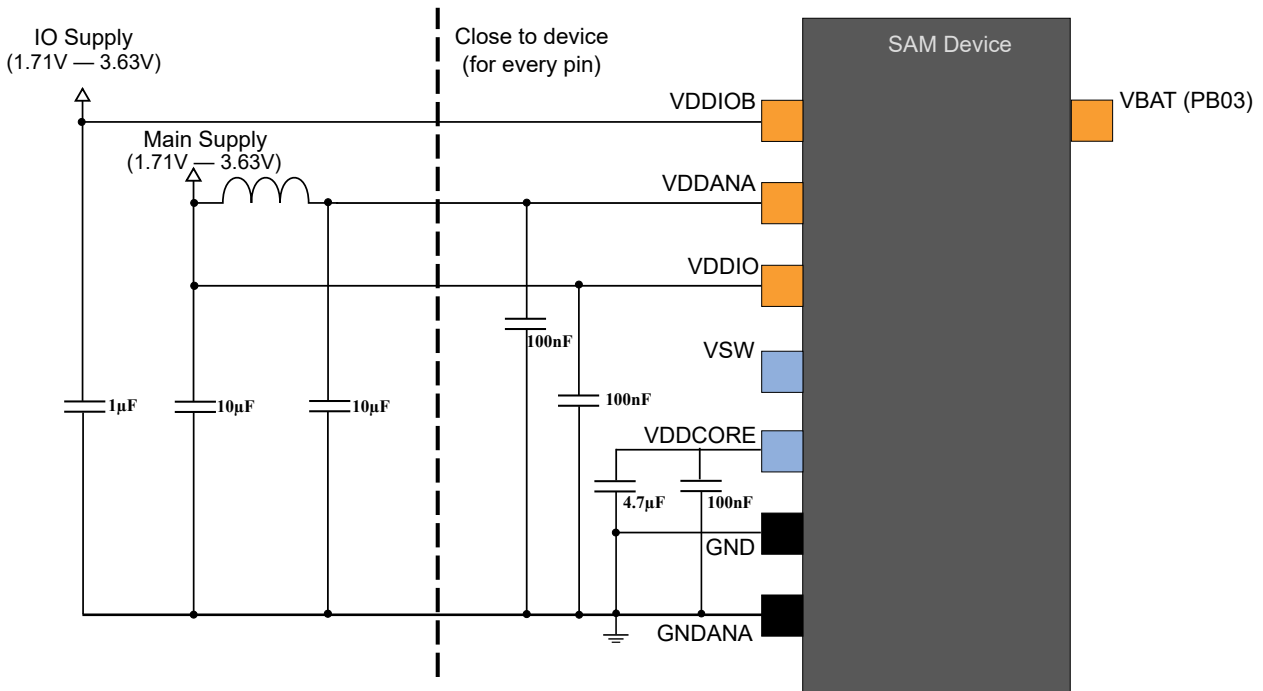 IO Supply
(1.71V — 3.63V)
Close to device
(for every pin)
SAM Device
VDDIOB
VBAT (PB03)
Main Supply
(1.71V — 3.63V)
VDDANA
VDDIO
100nF
VSW
1µF
10µF
10µF
100nF
VDDCORE
4.7µF
100nF
GND
GNDANA